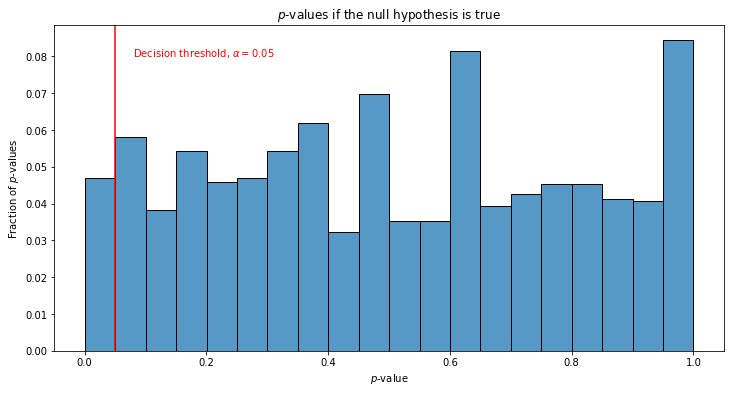 p-values if the null hypothesis is true
Decision threshold, α = 0.05
Fraction of p-values
0.08
0.07
0.06
0.05
0.04
0.03
0.02
0.01
0.00
0.0 0.2 0.4 0.6 0.8 1.0
p-value